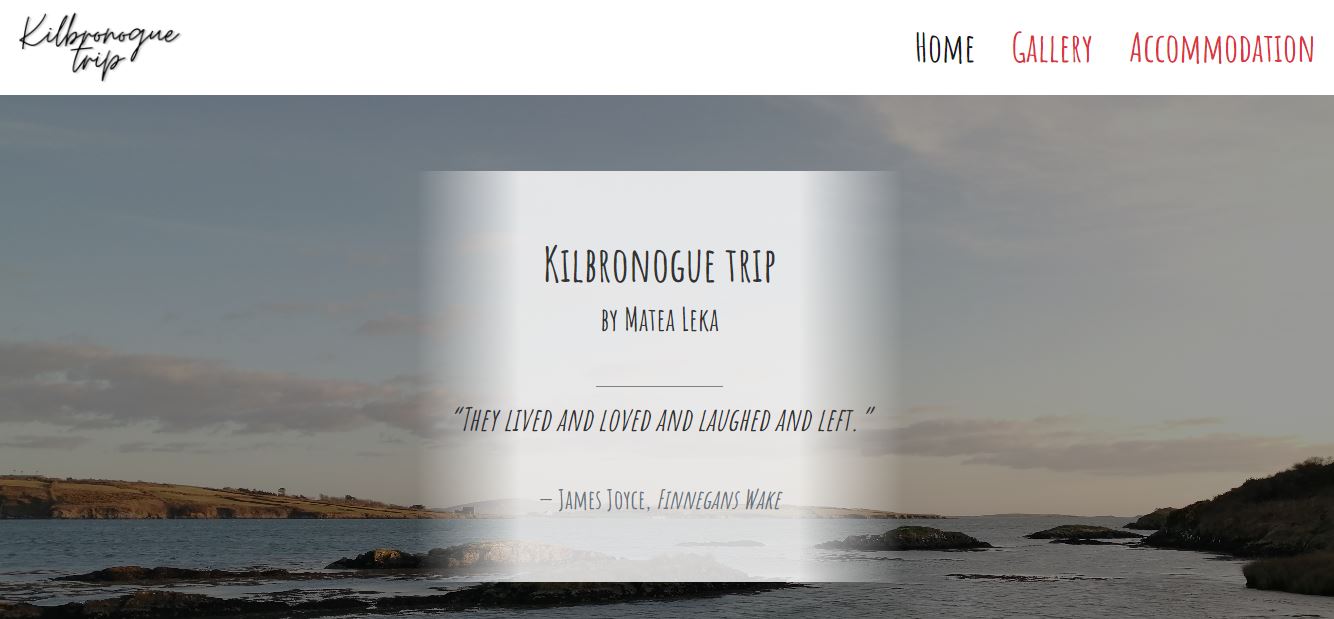 Kilbronogue
trip
Home Gallery Accommodation
Kilbronogue trip
by Matea Leka
“They lived and loved and laughed and left.”
— James Joyce, Finnegans Wake